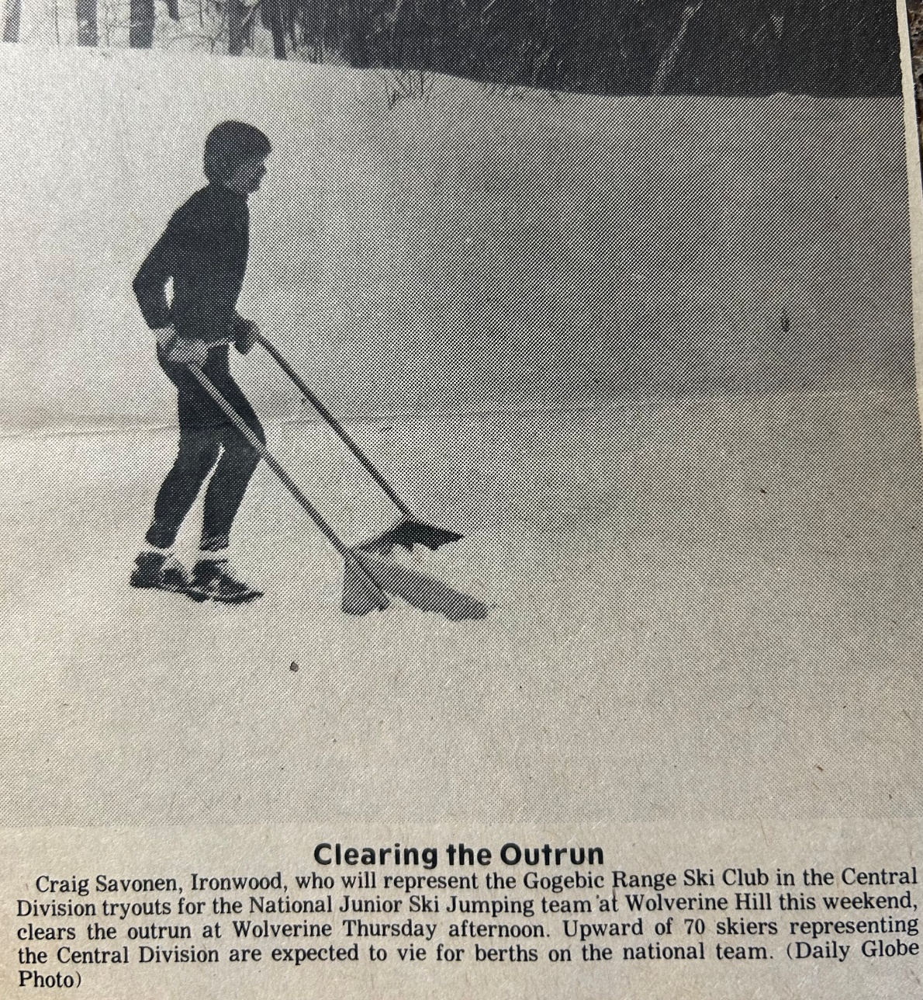 Clearing the Outrun
Craig Savonen, Ironwood, who will represent the Gogebic Range Ski Club in the Central
Division tryouts for the National Junior Ski Jumping team at Wolverine Hill this weekend,
clears the outrun at Wolverine Thursday afternoon. Upward of 70 skiers representing
the Central Division are expected to vie for berths on the national team. (Daily Globe
Photo)